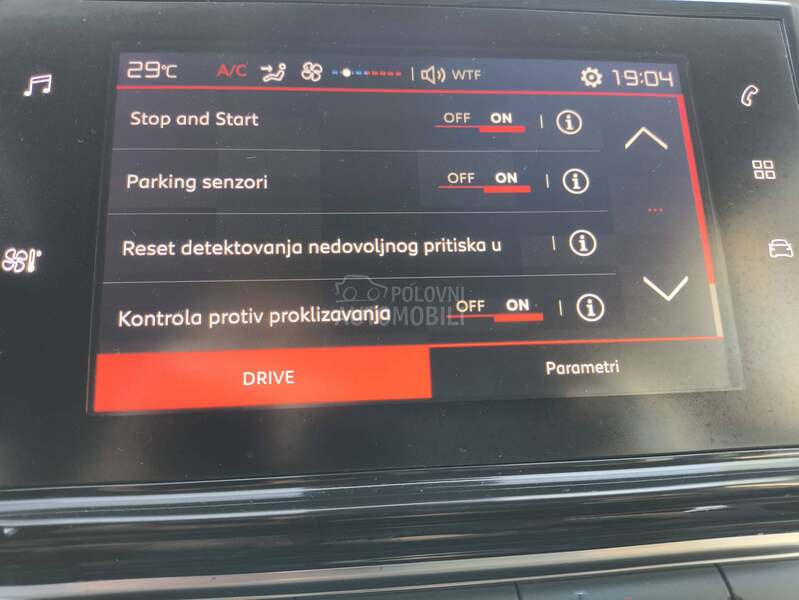 29°C A/C WTF 19:04
Stop and Start OFF ON
Parking senzori OFF ON
Reset detektovanja nedovoljnog pritiska u
Kontrola protiv proklizavanja OFF ON
POLOVNI
AUTOMOBILI
DRIVE Parametri